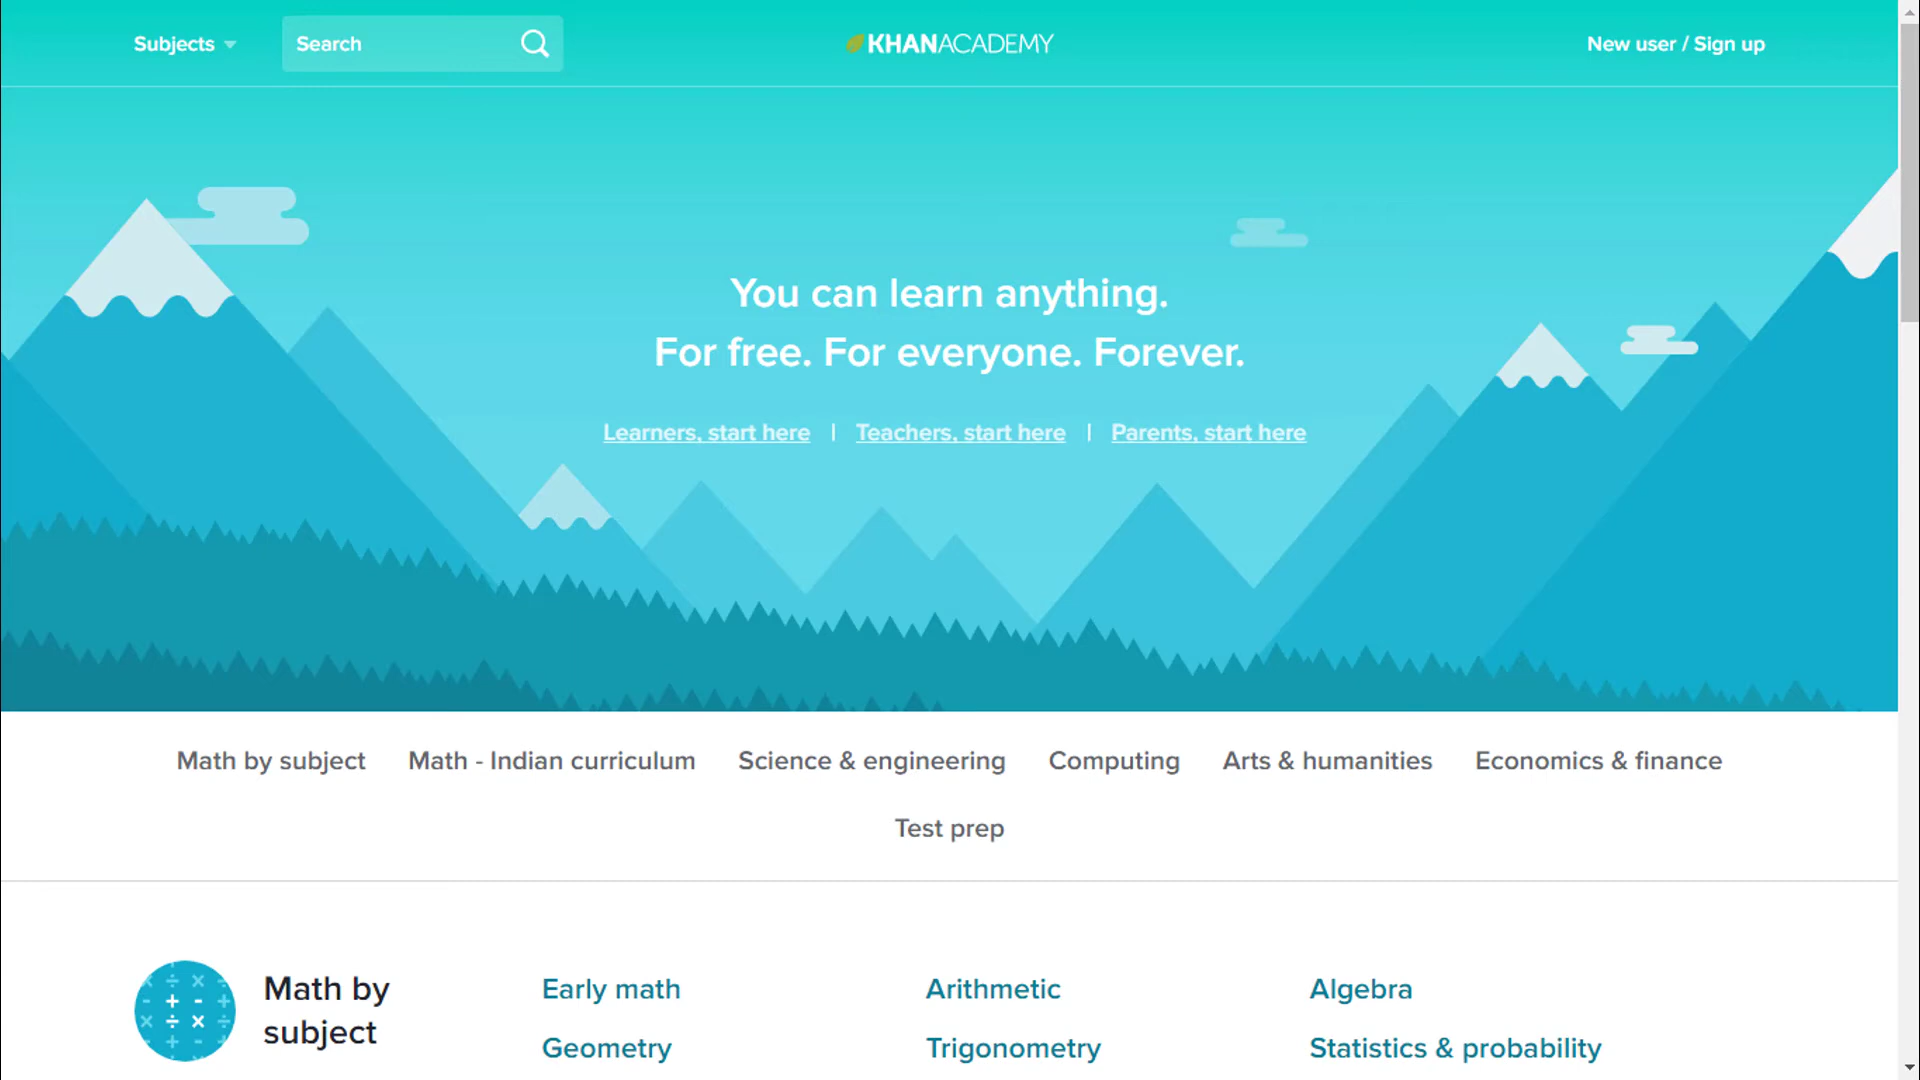 Subjects
Search
KHANACADEMY
New user / Sign up
You can learn anything.
For free. For everyone. Forever.
Learners, start here | Teachers, start here | Parents, start here
Math by subject
Math - Indian curriculum
Science & engineering
Computing
Arts & humanities
Economics & finance
Test prep
Math by
subject
Early math
Arithmetic
Algebra
Geometry
Trigonometry
Statistics & probability